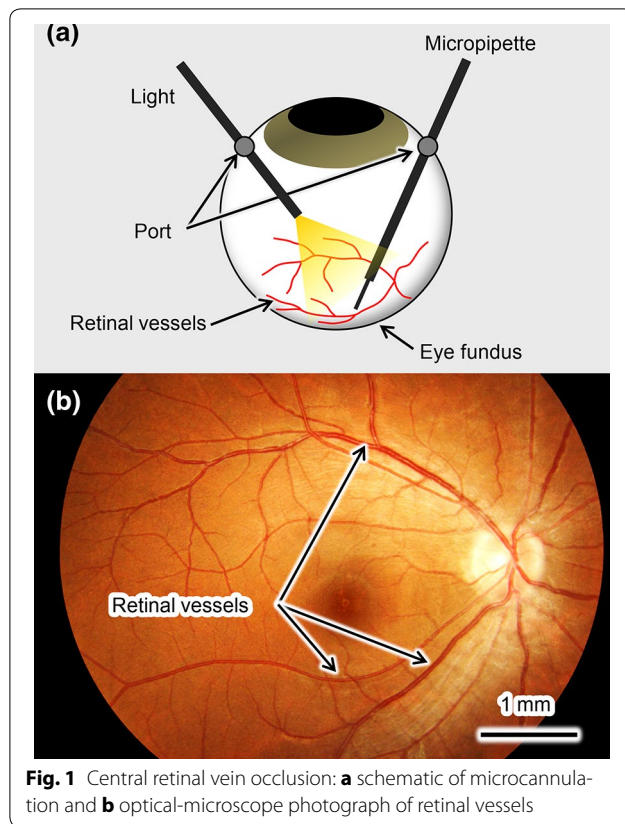 (a)
Micropipette
Light
Port
Retinal vessels
Eye fundus
(b)
Retinal vessels
1 mm
Fig. 1 Central retinal vein occlusion: a schematic of microcannula-
tion and b optical-microscope photograph of retinal vessels